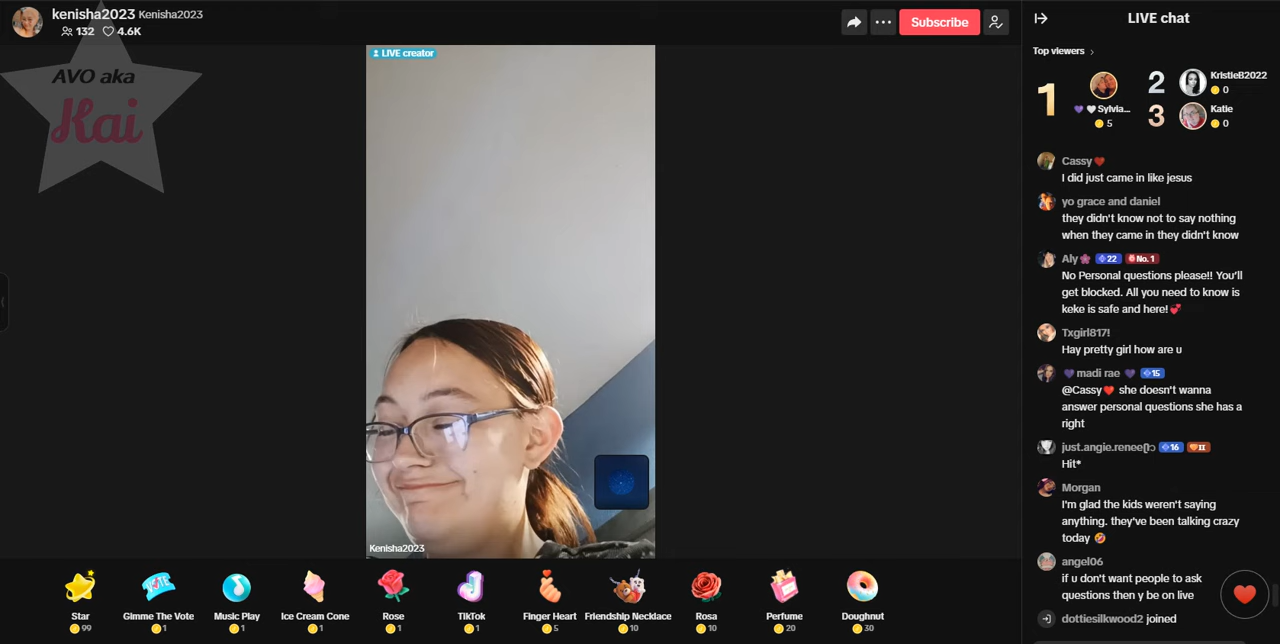 kenisha2023 Kenisha2023
132 4.6K
Subscribe
AVO aka
Kai
LIVE creator
Kenisha2023
LIVE chat
Top viewers
1
Sylvia...
5
2
KristieB2022
0
3
Katie
0
Cassy
I did just came in like jesus
yo grace and daniel
they didn't know not to say nothing
when they came in they didn't know
Aly 22 No. 1
No Personal questions please!! You'll
get blocked. All you need to know is
keke is safe and here!💕
Txgirl817!
Hay pretty girl how are u
madi rae 15
@Cassy❤️ she doesn't wanna
answer personal questions she has a
right
just.angie.renee 16 II
Hit*
Morgan
I'm glad the kids weren't saying
anything. they've been talking crazy
today 🤣
angel06
if u don't want people to ask
questions then y be on live
dottiesilkwood2 joined
Star
99
VOTE
Gimme The Vote
1
Music Play
1
Ice Cream Cone
1
Rose
1
TikTok
1
Finger Heart
5
Friendship Necklace
10
Rosa
10
Perfume
20
Doughnut
30